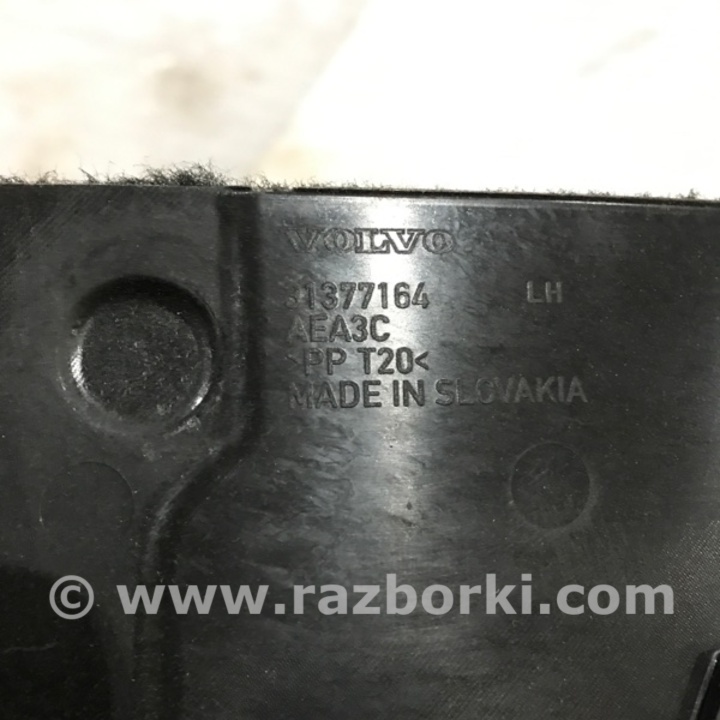 VOLVO
31377164 LH
AEA3C
>PP T20<
MADE IN SLOVAKIA
© www.razborki.com